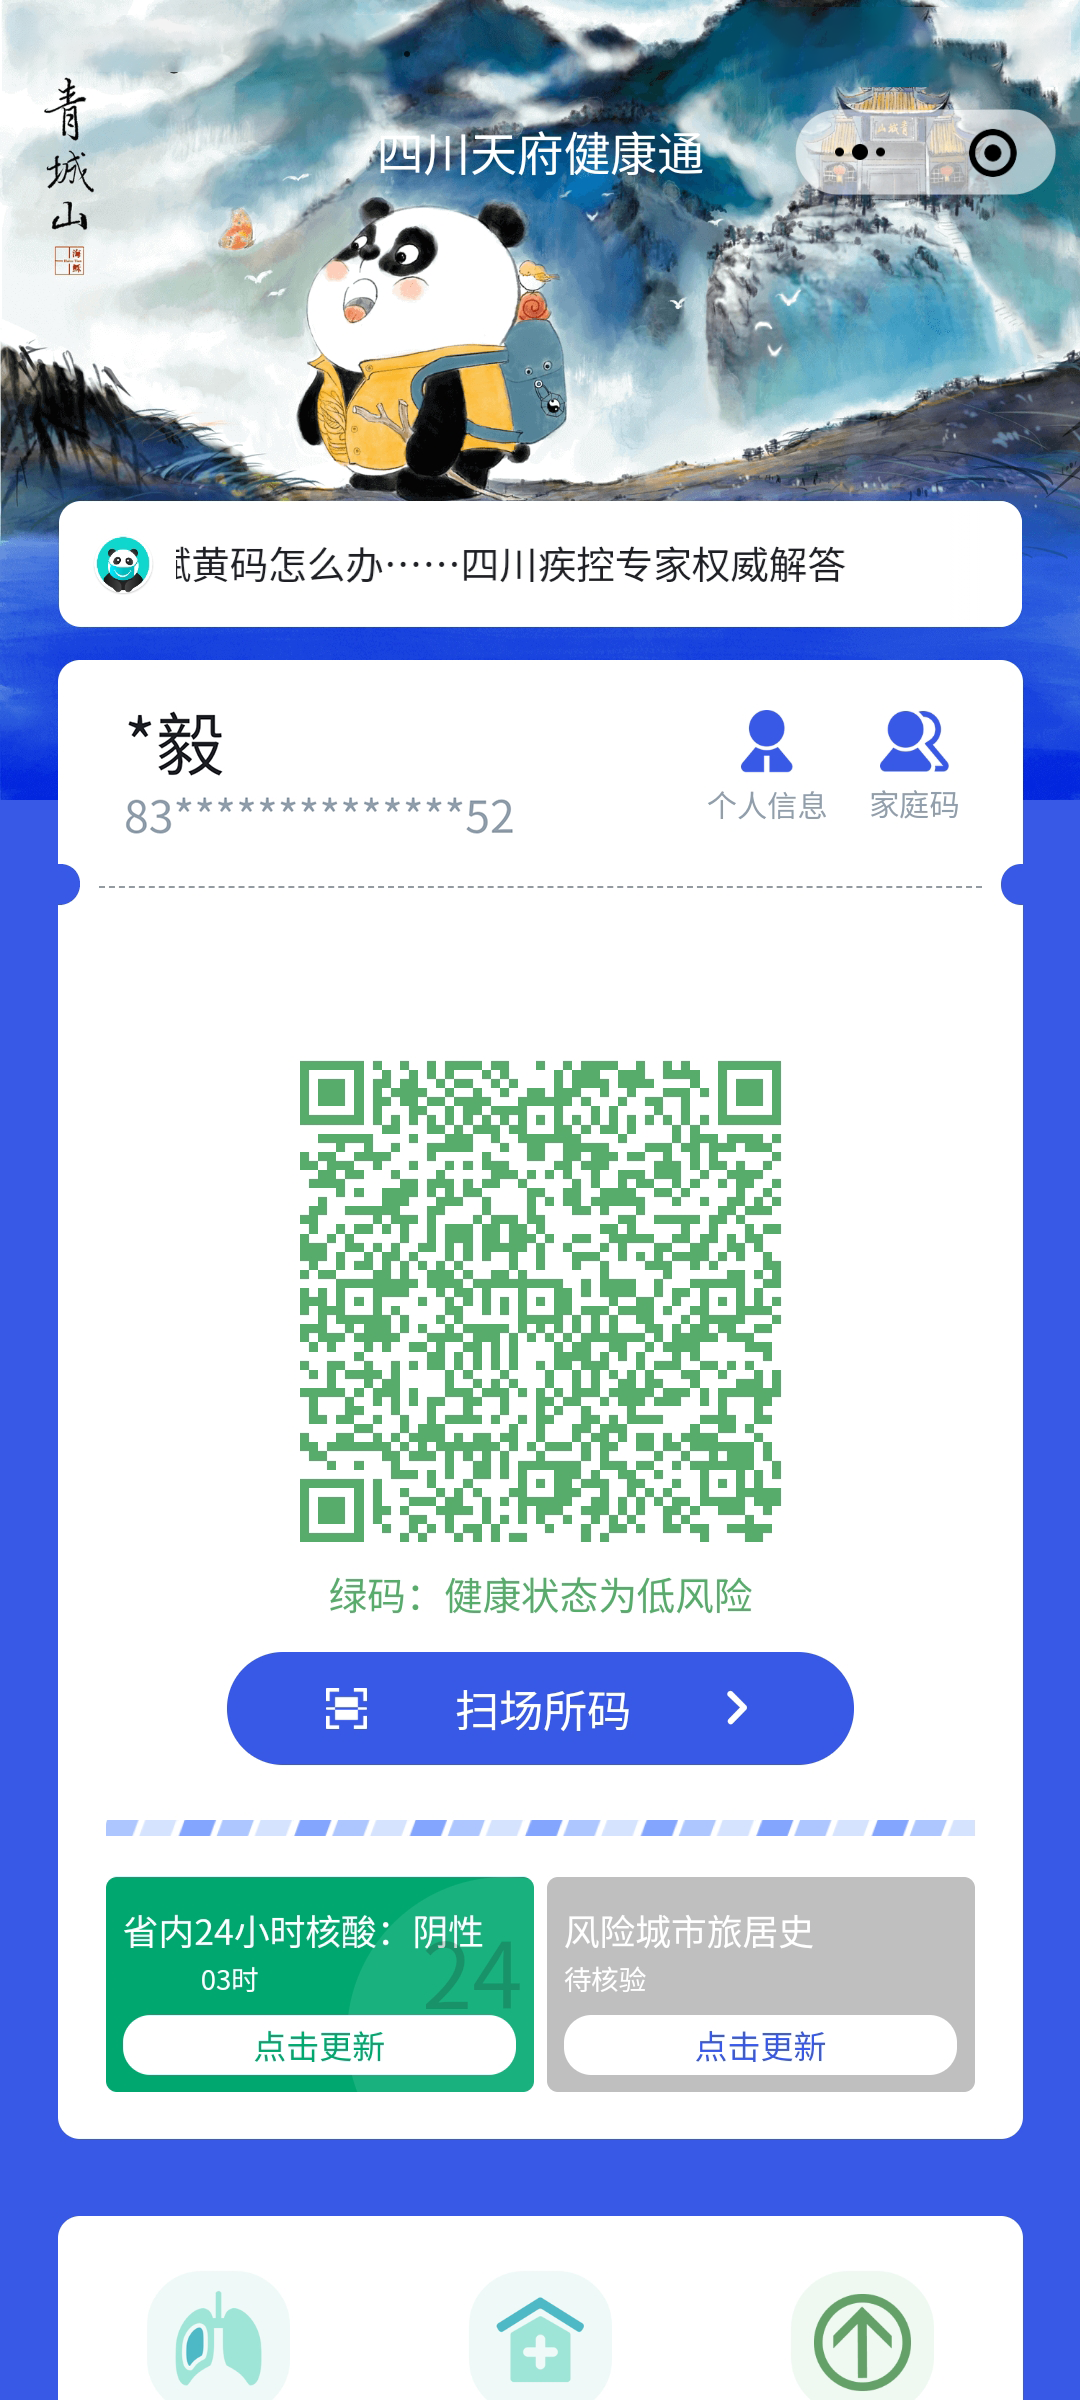 青城山
四川天府健康通
黄码怎么办……四川疾控专家权威解答
*毅
83**************52
个人信息
家庭码
绿码：健康状态为低风险
扫场所码
省内24小时核酸：阴性
03时
24
点击更新
风险城市旅居史
待核验
点击更新